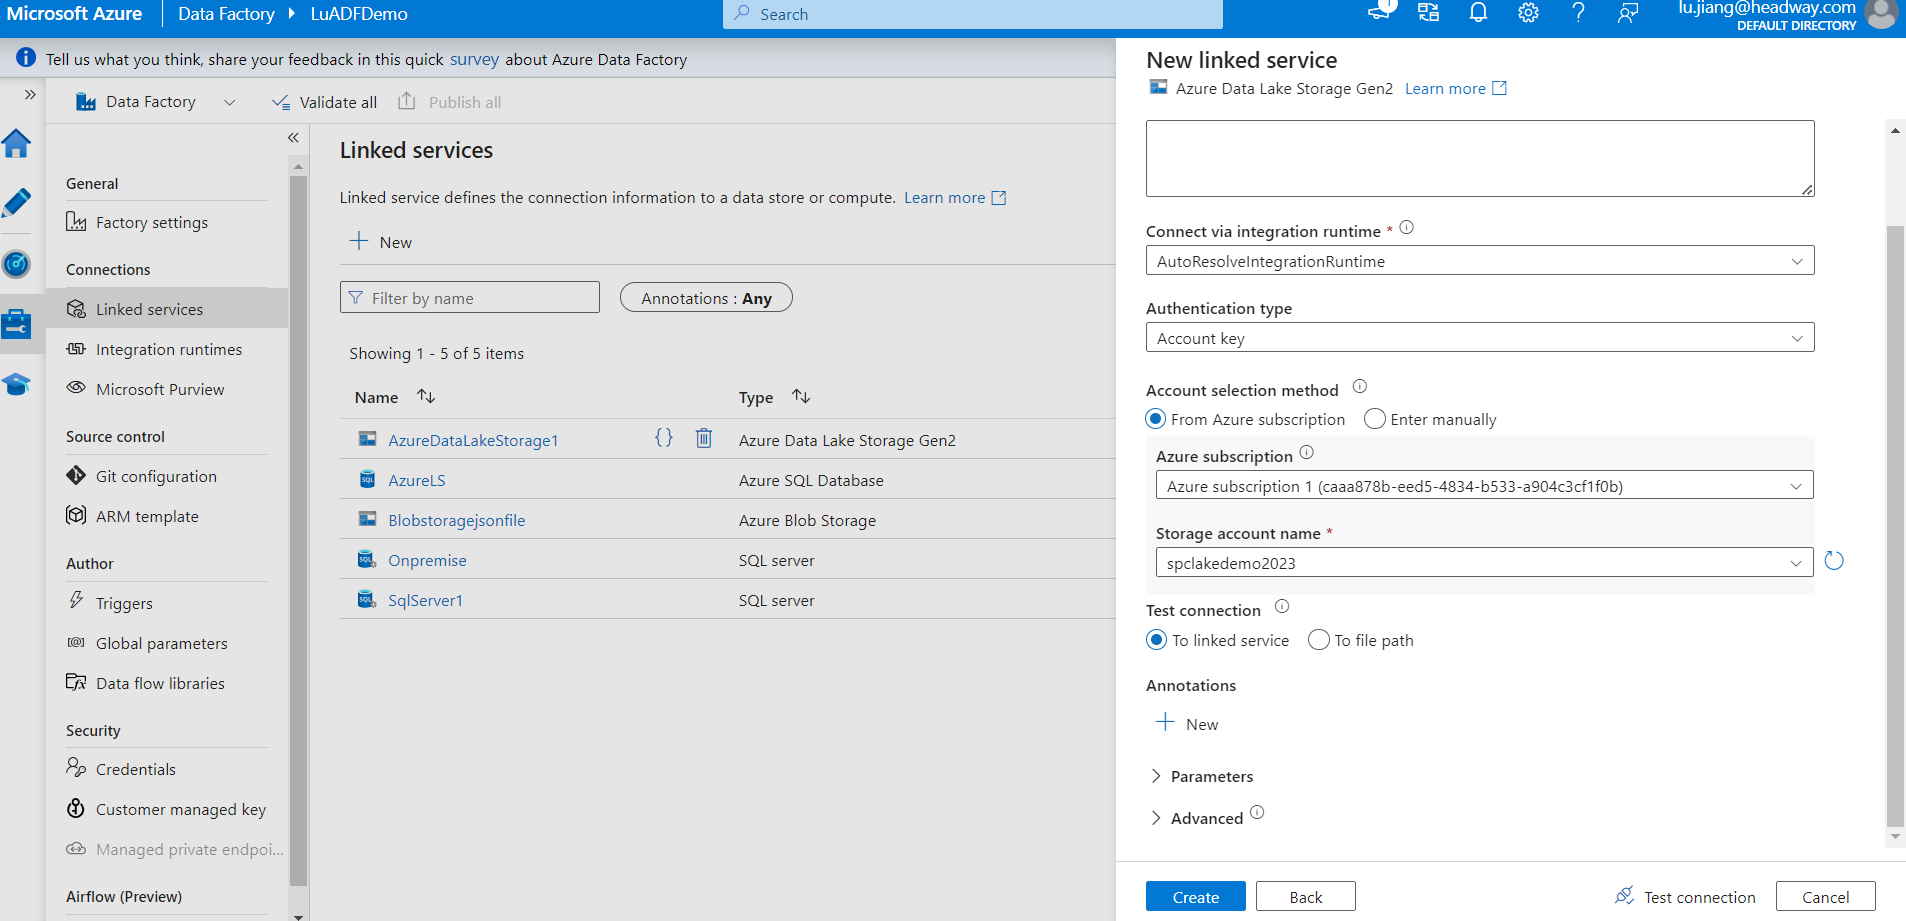 Microsoft Azure
Data Factory
LuADFDemo
Search
1
lu.jiang@headway.com
DEFAULT DIRECTORY
Tell us what you think, share your feedback in this quick survey about Azure Data Factory
Data Factory
Validate all
Publish all
General
Factory settings
Connections
Linked services
Integration runtimes
Microsoft Purview
Source control
Git configuration
ARM template
Author
Triggers
Global parameters
Data flow libraries
Security
Credentials
Customer managed key
Managed private endpoi...
Airflow (Preview)
Linked services
Linked service defines the connection information to a data store or compute. Learn more
New
Filter by name
Annotations : Any
Showing 1 - 5 of 5 items
Name Type
AzureDataLakeStorage1 {} Azure Data Lake Storage Gen2
SQL AzureLS Azure SQL Database
Blobstoragejsonfile Azure Blob Storage
SQL Onpremise SQL server
SQL SqlServer1 SQL server
New linked service
Azure Data Lake Storage Gen2 Learn more
Connect via integration runtime *
AutoResolveIntegrationRuntime
Authentication type
Account key
Account selection method
From Azure subscription Enter manually
Azure subscription
Azure subscription 1 (caaa878b-eed5-4834-b533-a904c3cf1f0b)
Storage account name *
spclakedemo2023
Test connection
To linked service To file path
Annotations
New
Parameters
Advanced
Create Back Test connection Cancel